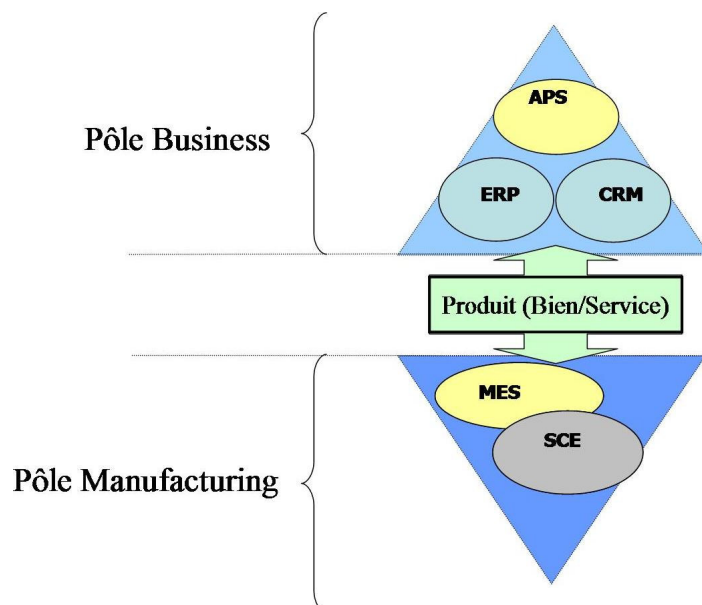 APS
Pôle Business
ERP
CRM
Produit (Bien/Service)
MES
SCE
Pôle Manufacturing